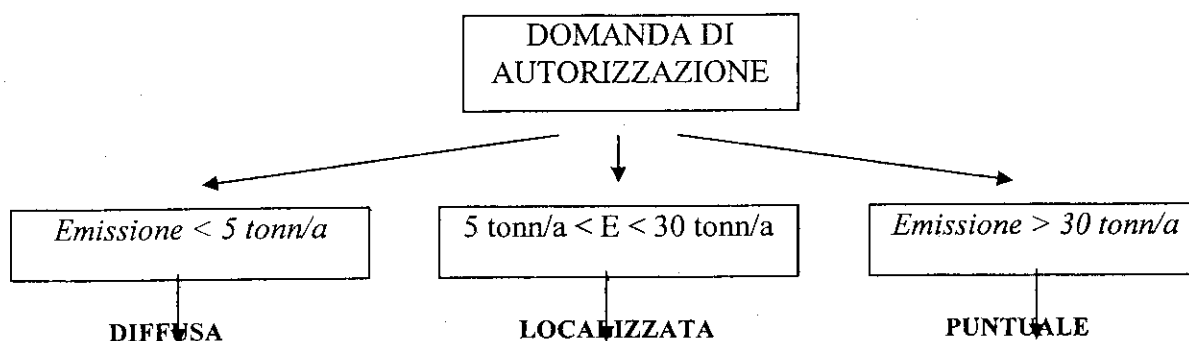 DOMANDA DI
AUTORIZZAZIONE
Emissione < 5 tonn/a
5 tonn/a < E < 30 tonn/a
Emissione > 30 tonn/a
DIFFUSA
LOCALIZZATA
PUNTUALE